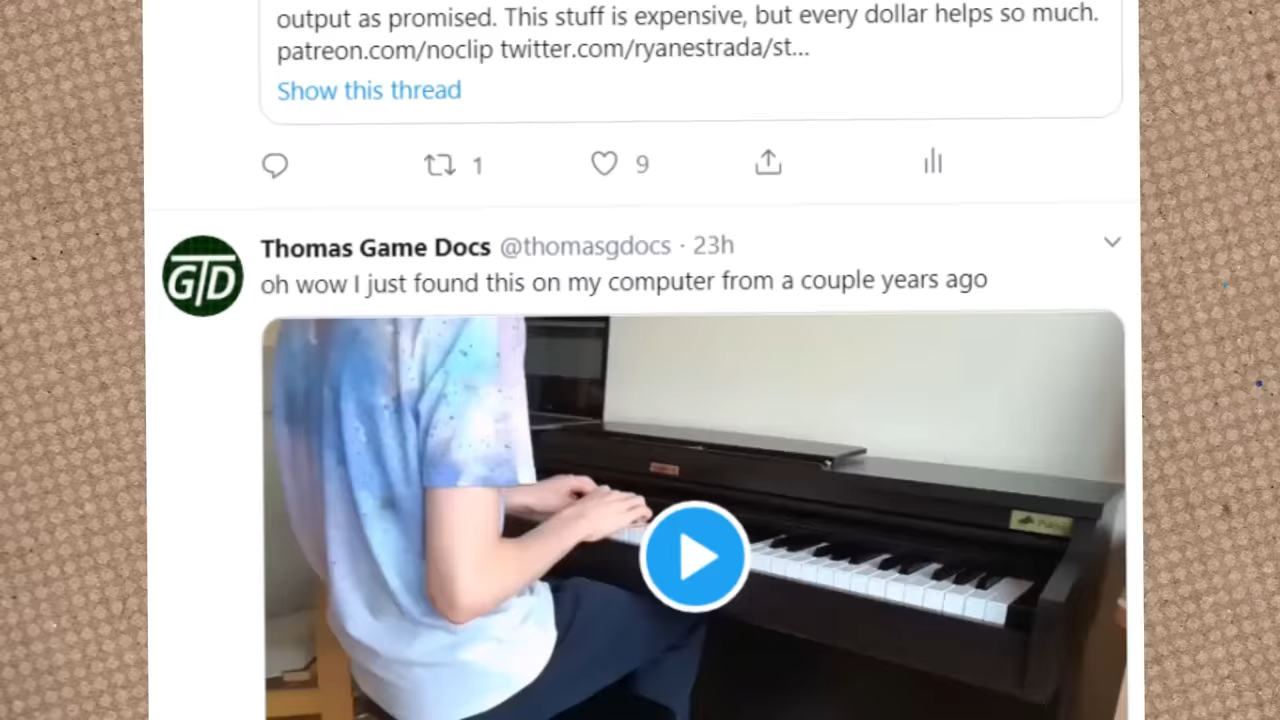 output as promised. This stuff is expensive, but every dollar helps so much.
patreon.com/noclip twitter.com/ryanestrada/st...
Show this thread
1
9
GTD
Thomas Game Docs @thomasgdocs · 23h
oh wow I just found this on my computer from a couple years ago